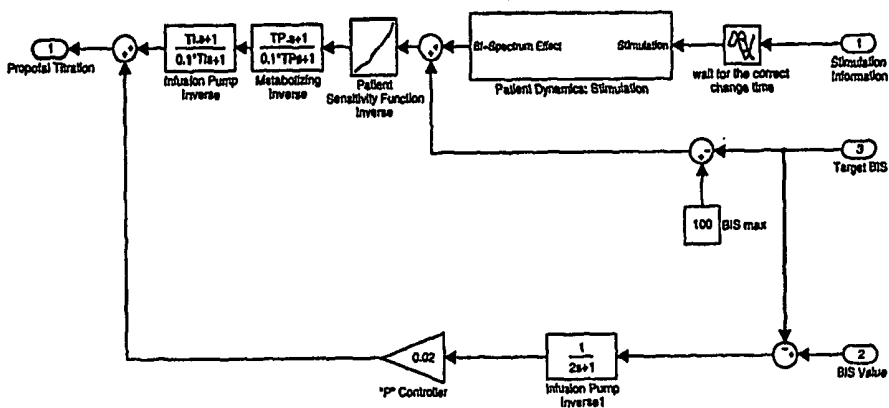 1
Propofol Titration
TI.s+1
0.1*TIs+1
Infusion Pump
Inverse
TP.s+1
0.1*TPs+1
Metabolizing
Inverse
Patient
Sensitivity Function
Inverse
Bi-Spectrum Effect
Stimulation
Patient Dynamics: Stimulation
wait for the correct
change time
1
Stimulation
Information
3
Target BIS
100
BIS max
0.02
"P" Controller
1
2s+1
Infusion Pump
Inverse1
2
BIS Value